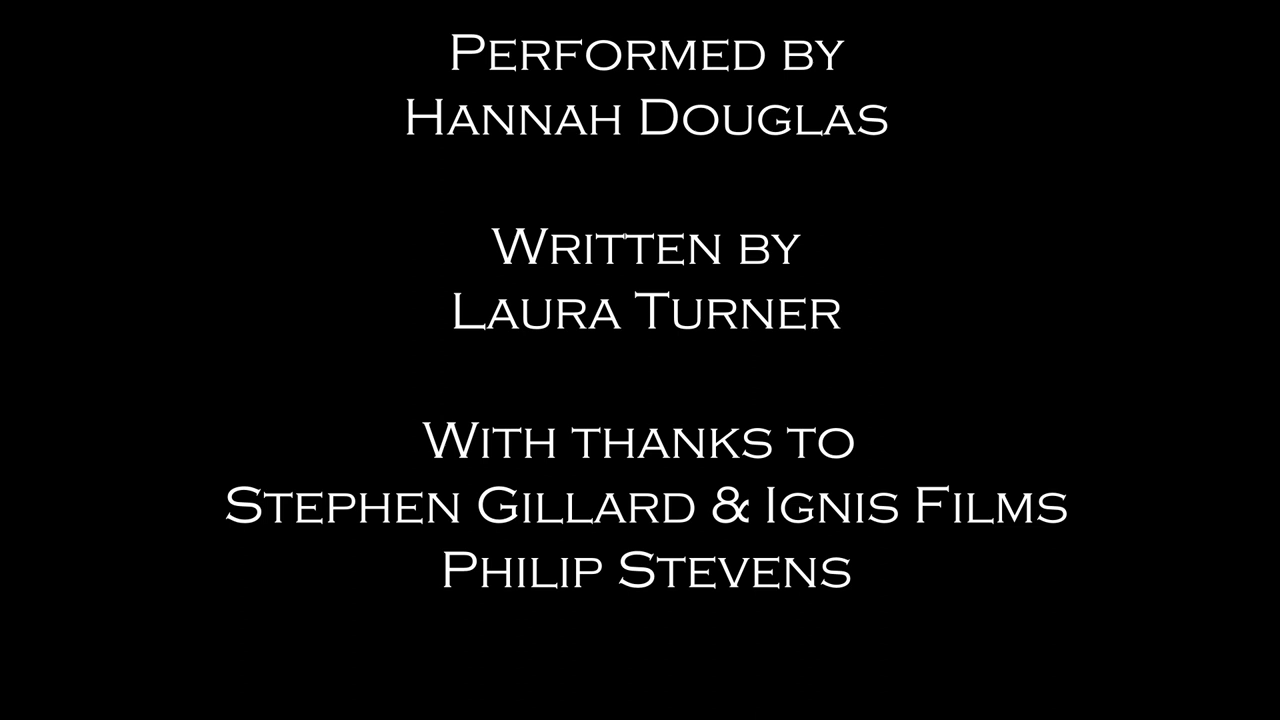 Performed by
Hannah Douglas
Written by
Laura Turner
With thanks to
Stephen Gillard & Ignis Films
Philip Stevens